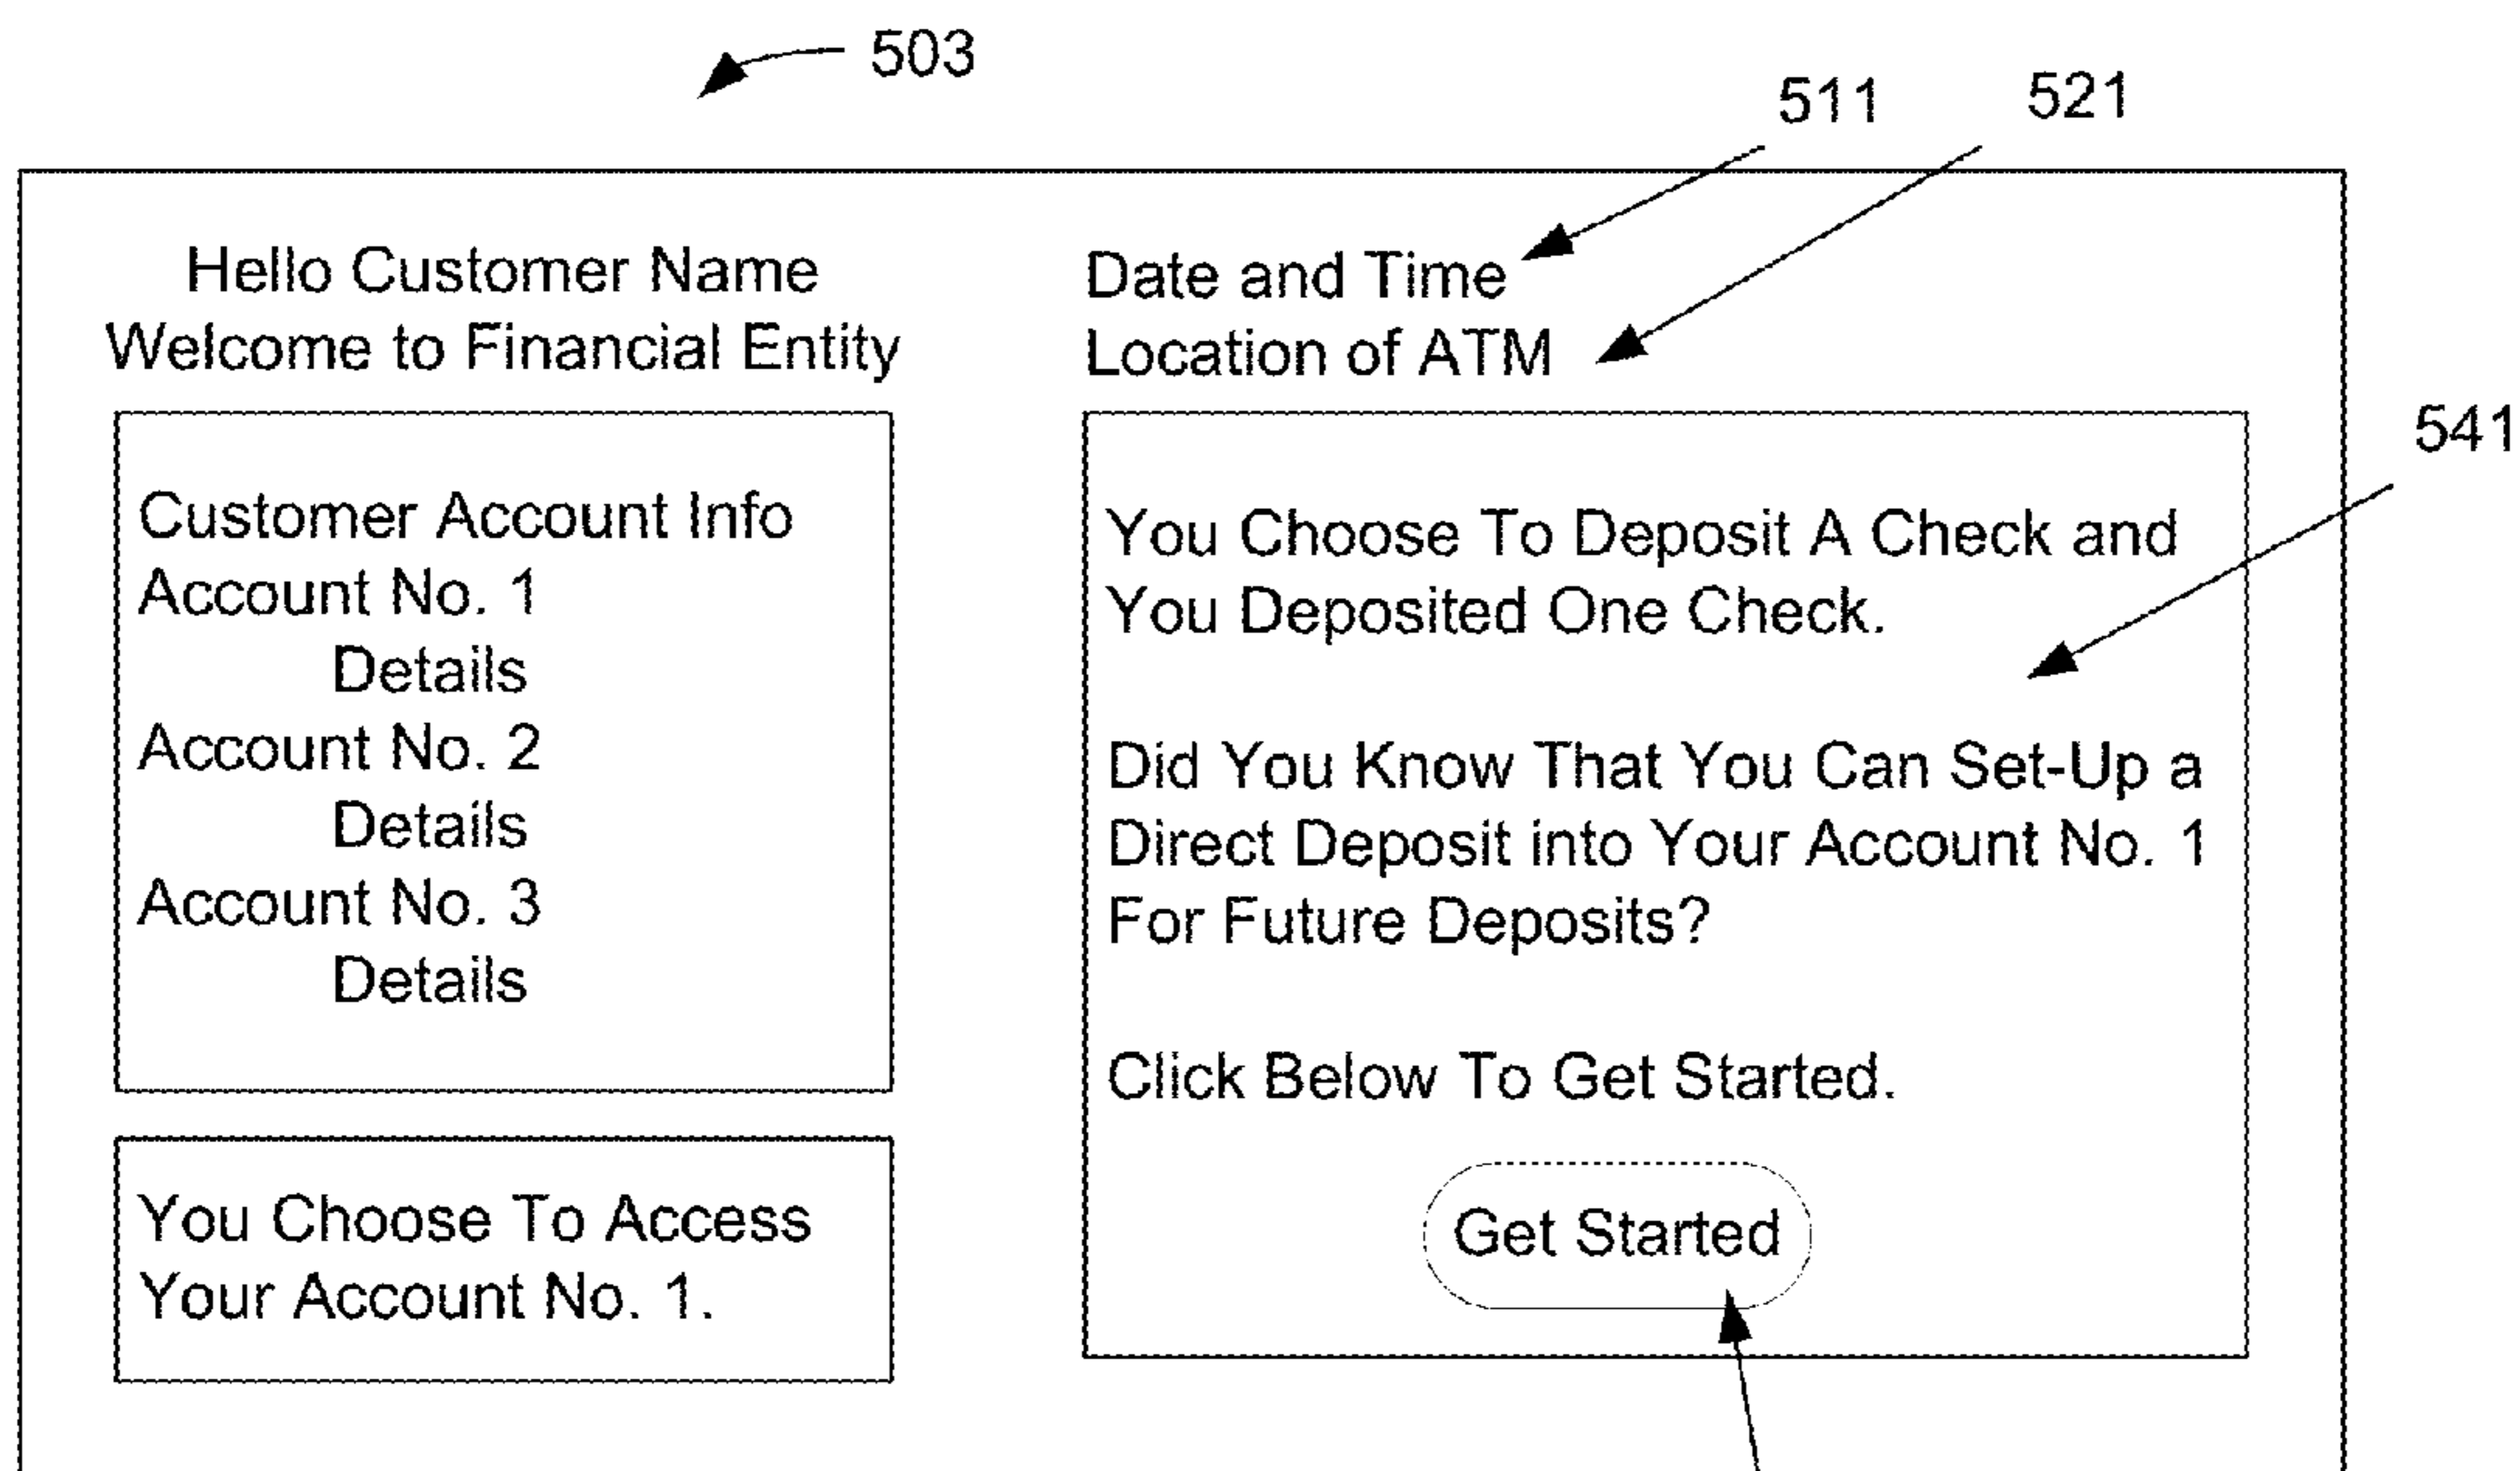 503
511
521
Hello Customer Name
Welcome to Financial Entity
Date and Time
Location of ATM
541
Customer Account Info
Account No. 1
Details
Account No. 2
Details
Account No. 3
Details
You Choose To Access
Your Account No. 1.
You Choose To Deposit A Check and
You Deposited One Check.
Did You Know That You Can Set-Up a
Direct Deposit into Your Account No. 1
For Future Deposits?
Click Below To Get Started.
Get Started